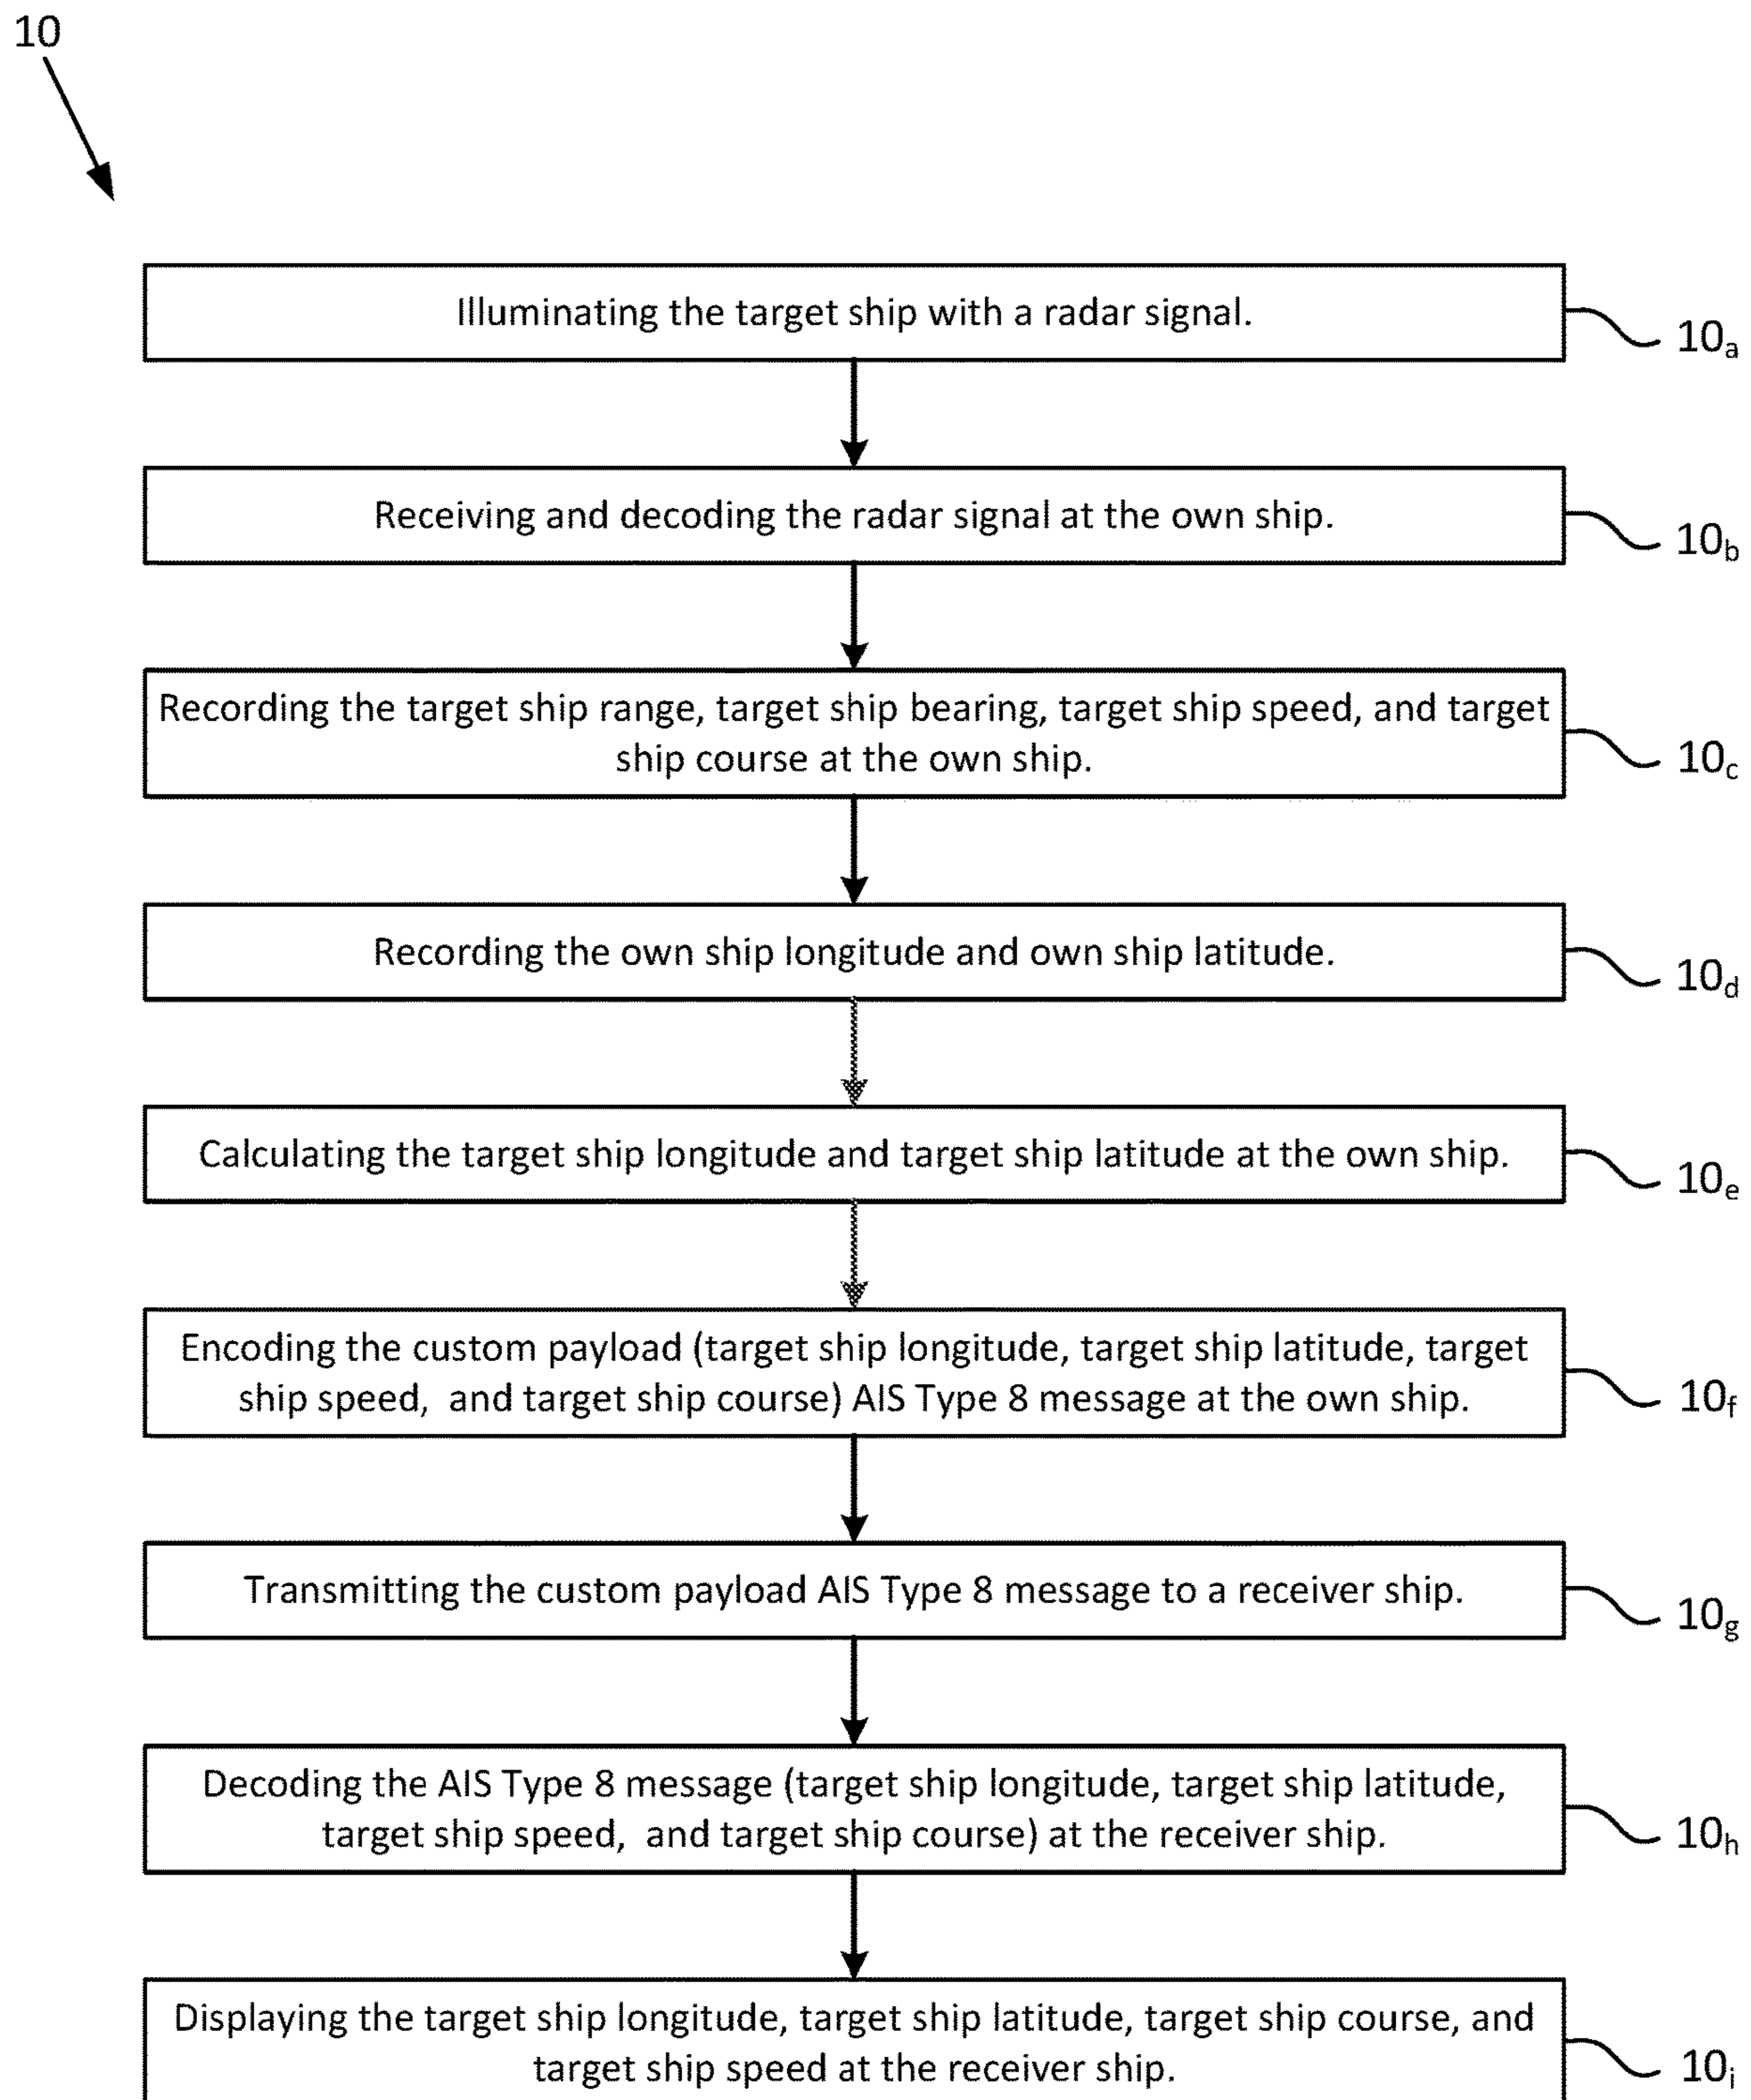 10
Illuminating the target ship with a radar signal.
10a
Receiving and decoding the radar signal at the own ship.
10b
Recording the target ship range, target ship bearing, target ship speed, and target
ship course at the own ship.
10c
Recording the own ship longitude and own ship latitude.
10d
Calculating the target ship longitude and target ship latitude at the own ship.
10e
Encoding the custom payload (target ship longitude, target ship latitude, target
ship speed, and target ship course) AIS Type 8 message at the own ship.
10f
Transmitting the custom payload AIS Type 8 message to a receiver ship.
10g
Decoding the AIS Type 8 message (target ship longitude, target ship latitude,
target ship speed, and target ship course) at the receiver ship.
10h
Displaying the target ship longitude, target ship latitude, target ship course, and
target ship speed at the receiver ship.
10i